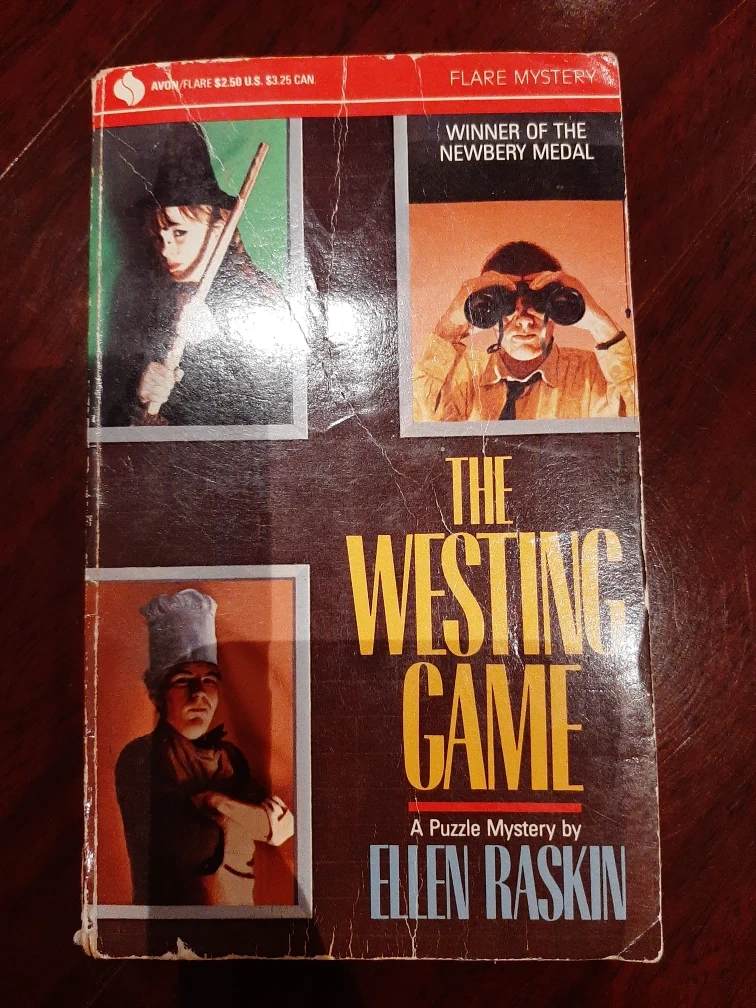 AVON/FLARE $2.50 U.S. $3.25 CAN.
FLARE MYSTERY
WINNER OF THE
NEWBERY MEDAL
THE
WESTING
GAME
A Puzzle Mystery by
ELLEN RASKIN